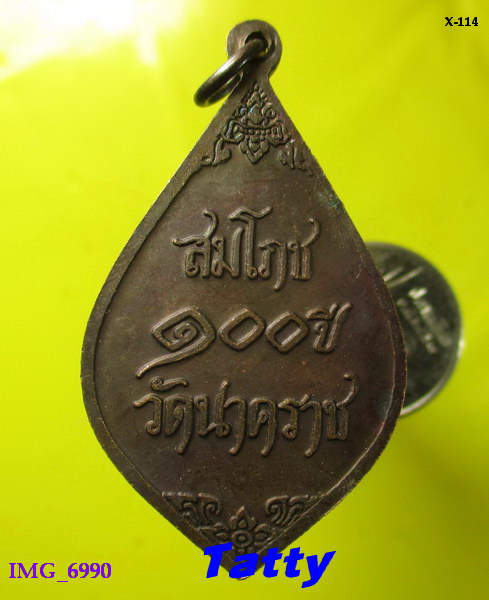 X-114
สมโภช
๑๐๐ปี
วัดนาคราช
IMG_6990
Tatty